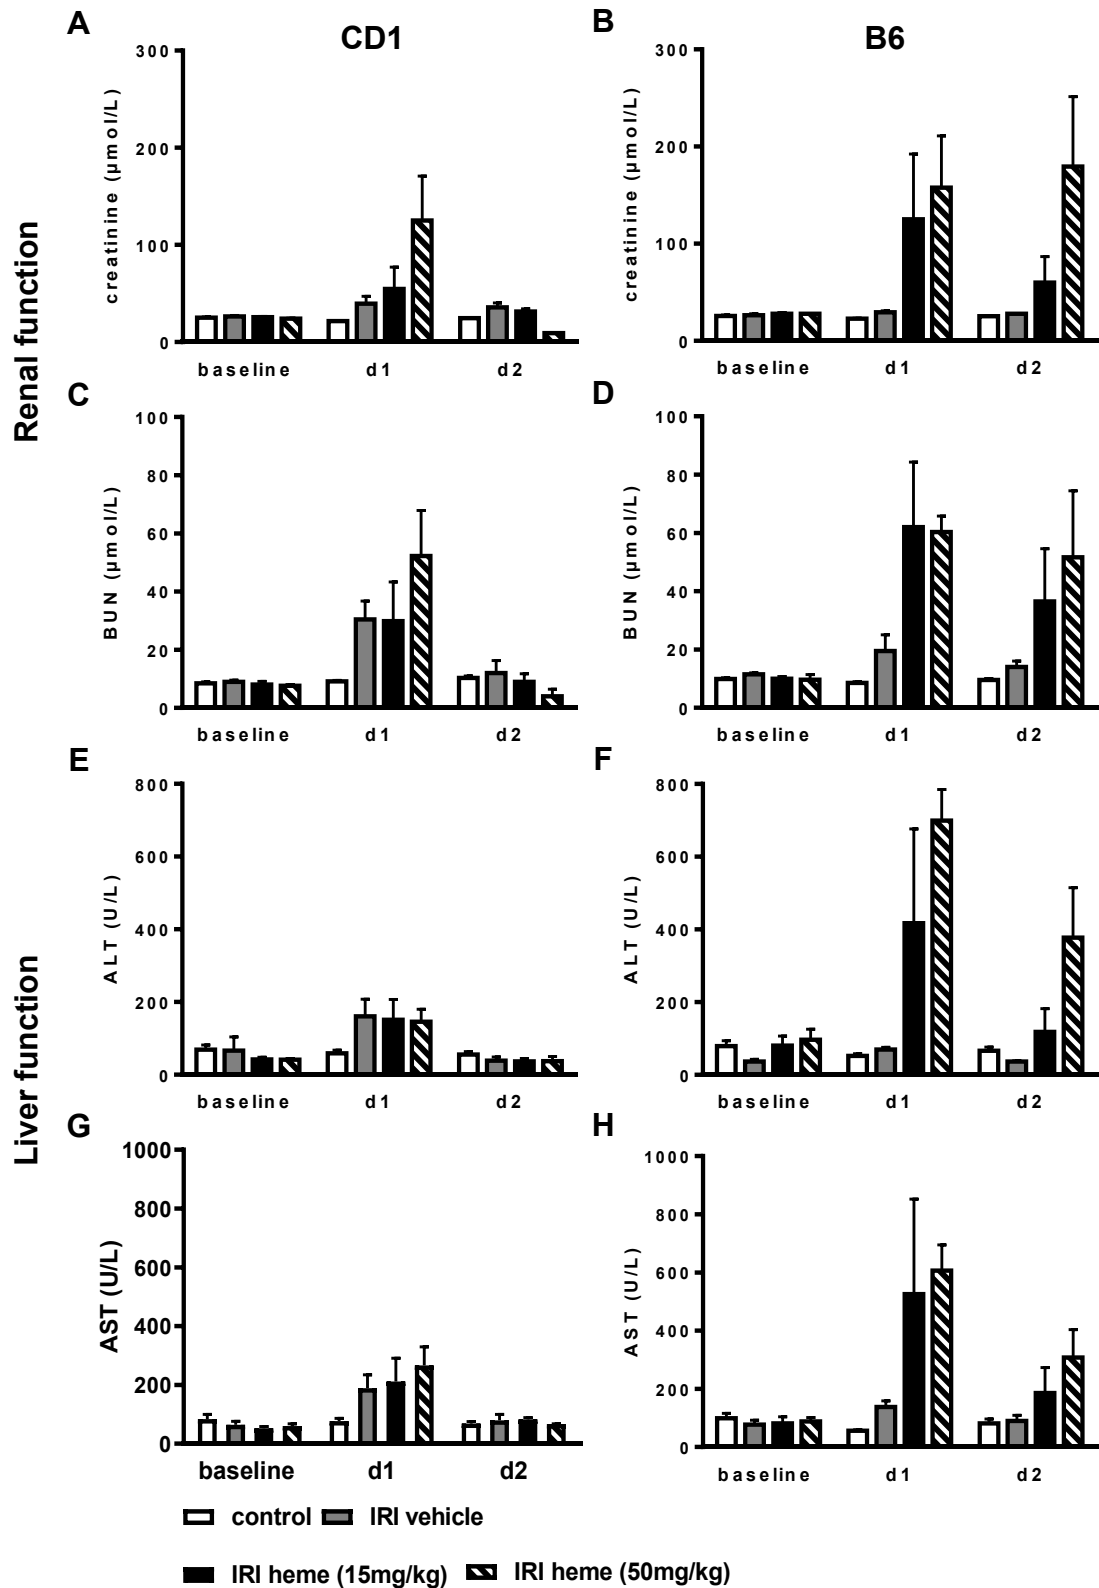 A
CD1
B
B6
Renal function
creatinine (µmol/L)
300
200
100
0
baseline d1 d2
creatinine (µmol/L)
300
200
100
0
baseline d1 d2
C
BUN (µmol/L)
100
80
60
40
20
0
baseline d1 d2
D
BUN (µmol/L)
100
80
60
40
20
0
baseline d1 d2
Liver function
E
ALT (U/L)
800
600
400
200
0
baseline d1 d2
F
ALT (U/L)
800
600
400
200
0
baseline d1 d2
G
AST (U/L)
1000
800
600
400
200
0
baseline d1 d2
H
AST (U/L)
1000
800
600
400
200
0
baseline d1 d2
control IRI vehicle
IRI heme (15mg/kg) IRI heme (50mg/kg)